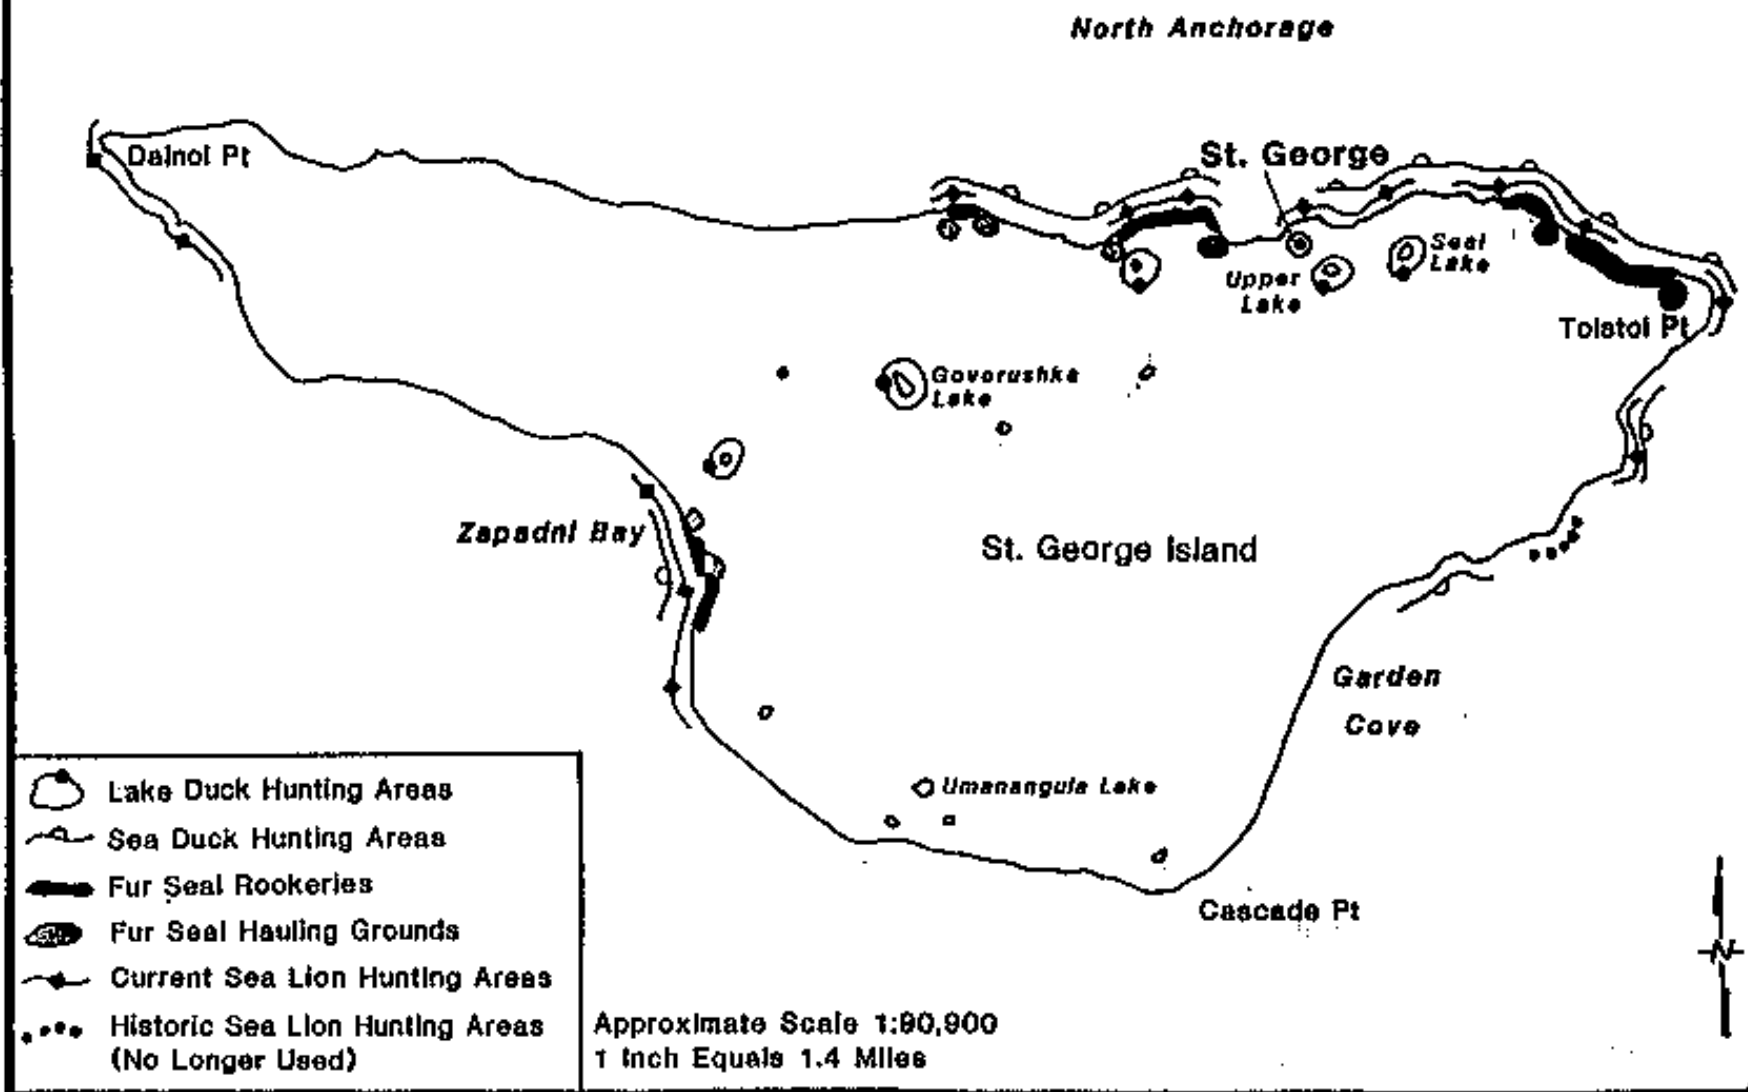 North Anchorage
Dalnoi Pt
St. George
Seal
Lake
Upper
Lake
Tolstoi Pt
Govorushka
Lake
Zapadni Bay
St. George Island
Garden
Cove
Umanangula Lake
Cascade Pt
Lake Duck Hunting Areas
Sea Duck Hunting Areas
Fur Seal Rookeries
Fur Seal Hauling Grounds
Current Sea Lion Hunting Areas
Historic Sea Lion Hunting Areas
(No Longer Used)
Approximate Scale 1:90,900
1 Inch Equals 1.4 Miles
N